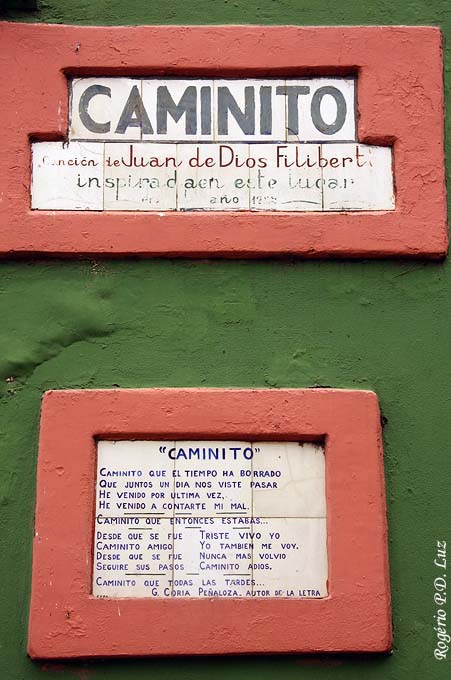 CAMINITO
Canción de Juan de Dios Filiberto
inspirada en este lugar
año
"CAMINITO"
CAMINITO QUE EL TIEMPO HA BORRADO
QUE JUNTOS UN DIA NOS VISTE PASAR
HE VENIDO POR ULTIMA VEZ,
HE VENIDO A CONTARTE MI MAL.
CAMINITO QUE ENTONCES ESTABAS...
DESDE QUE SE FUE TRISTE VIVO YO
CAMINITO AMIGO YO TAMBIEN ME VOY.
DESDE QUE SE FUE NUNCA MAS VOLVIO
SEGUIRE SUS PASOS CAMINITO ADIOS.
CAMINITO QUE TODAS LAS TARDES...
G. CORIA PEÑALOZA, AUTOR DE LA LETRA
Rogério P.D. Luz